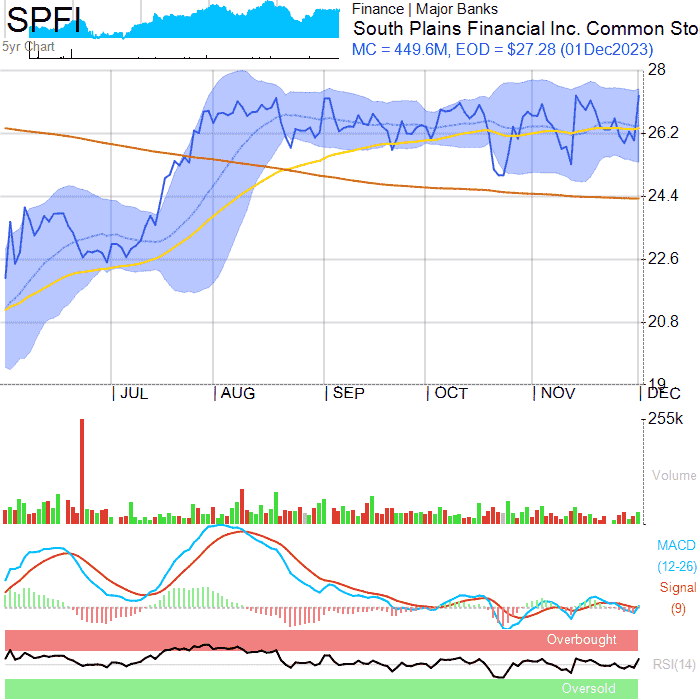 SPFI
5yr Chart
Finance | Major Banks
South Plains Financial Inc. Common Sto
MC = 449.6M, EOD = $27.28 (01Dec2023)
28
26.2
24.4
22.6
20.8
19
JUL AUG SEP OCT NOV DEC
255k
Volume
MACD
(12-26)
Signal
(9)
Overbought
RSI(14)
Oversold